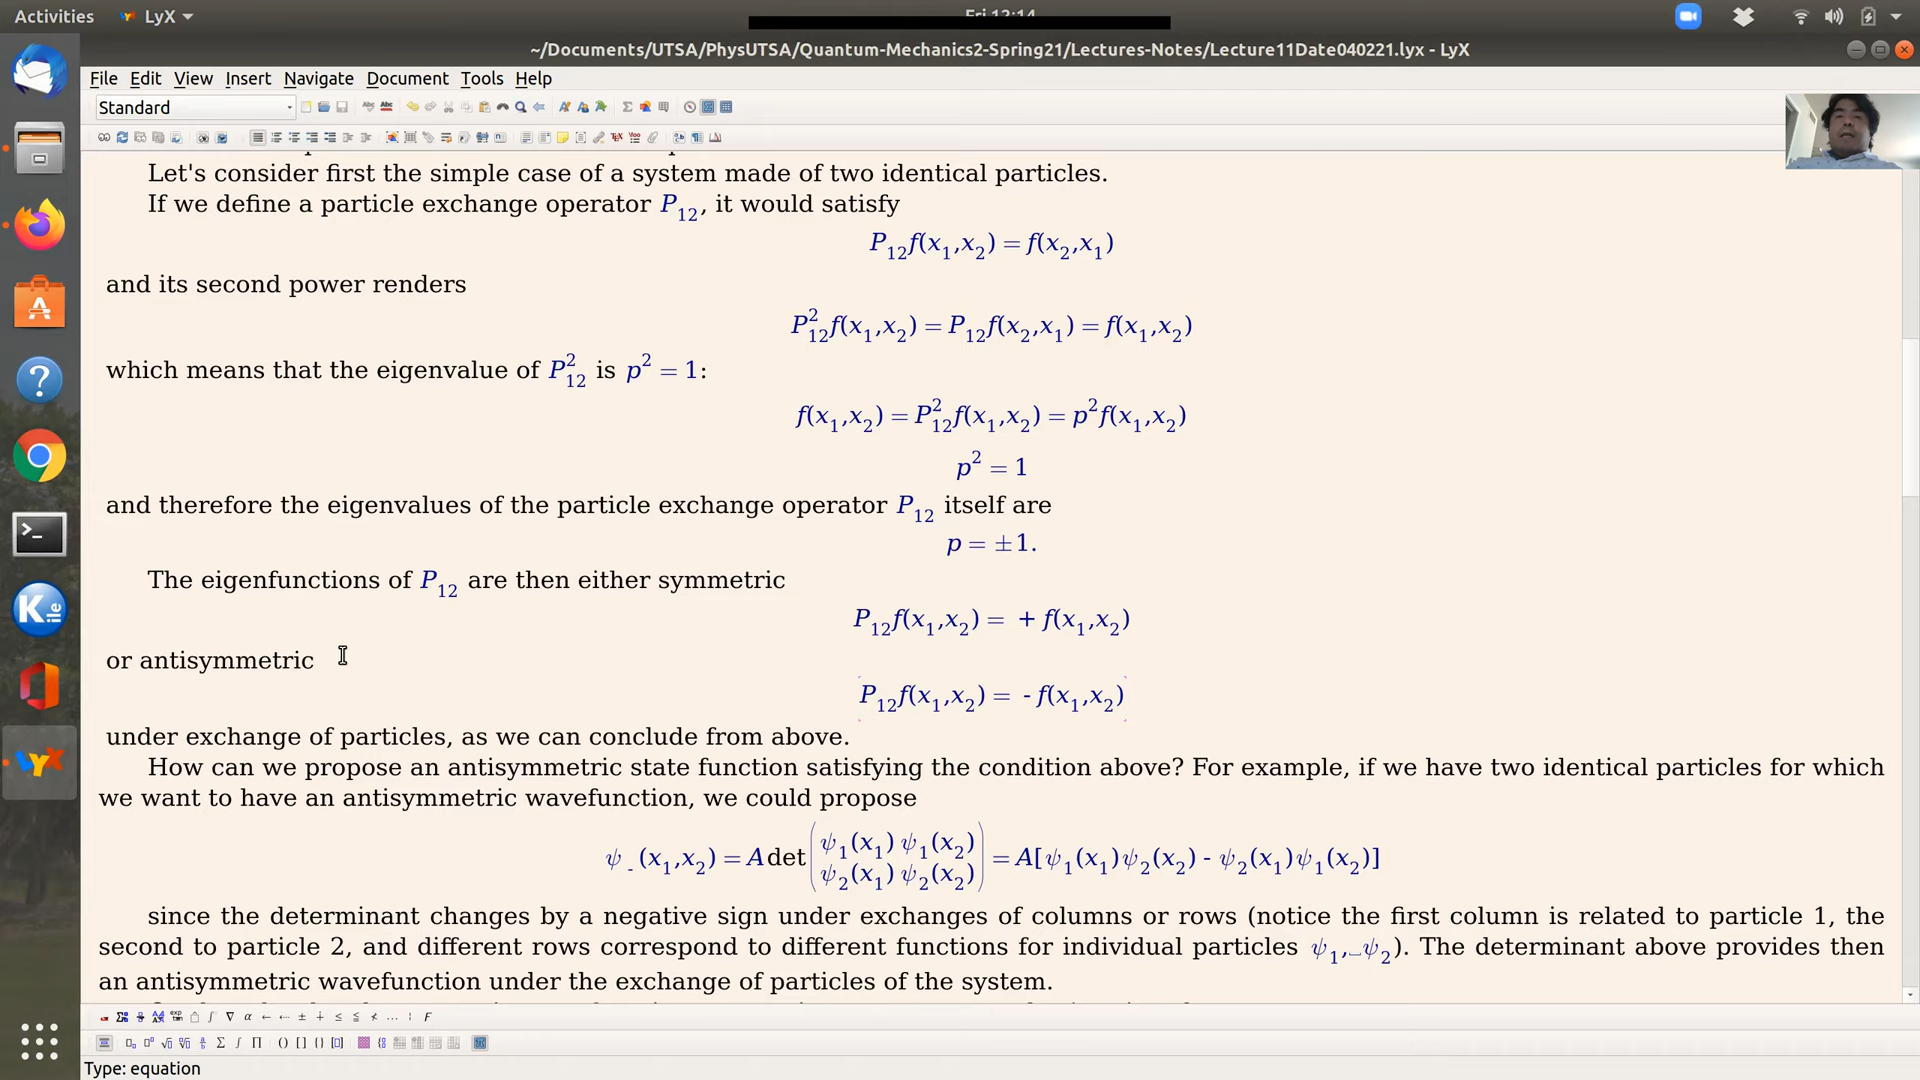 Activities LyX Fri 12:14
~/Documents/UTSA/PhysUTSA/Quantum-Mechanics2-Spring21/Lectures-Notes/Lecture11Date040221.lyx - LyX
File Edit View Insert Navigate Document Tools Help
Standard
Let's consider first the simple case of a system made of two identical particles.
If we define a particle exchange operator P₁₂, it would satisfy
P₁₂f(x₁,x₂) = f(x₂,x₁)
and its second power renders
P²₁₂f(x₁,x₂) = P₁₂f(x₂,x₁) = f(x₁,x₂)
which means that the eigenvalue of P²₁₂ is p² = 1:
f(x₁,x₂) = P²₁₂f(x₁,x₂) = p²f(x₁,x₂)
p² = 1
and therefore the eigenvalues of the particle exchange operator P₁₂ itself are
p = ±1.
The eigenfunctions of P₁₂ are then either symmetric
P₁₂f(x₁,x₂) = + f(x₁,x₂)
or antisymmetric
P₁₂f(x₁,x₂) = - f(x₁,x₂)
under exchange of particles, as we can conclude from above.
How can we propose an antisymmetric state function satisfying the condition above? For example, if we have two identical particles for which
we want to have an antisymmetric wavefunction, we could propose
ψ₋(x₁,x₂) = A det( ψ₁(x₁) ψ₁(x₂) ψ₂(x₁) ψ₂(x₂) ) = A[ψ₁(x₁)ψ₂(x₂) - ψ₂(x₁)ψ₁(x₂)]
since the determinant changes by a negative sign under exchanges of columns or rows (notice the first column is related to particle 1, the
second to particle 2, and different rows correspond to different functions for individual particles ψ₁,ψ₂). The determinant above provides then
an antisymmetric wavefunction under the exchange of particles of the system.
Type: equation